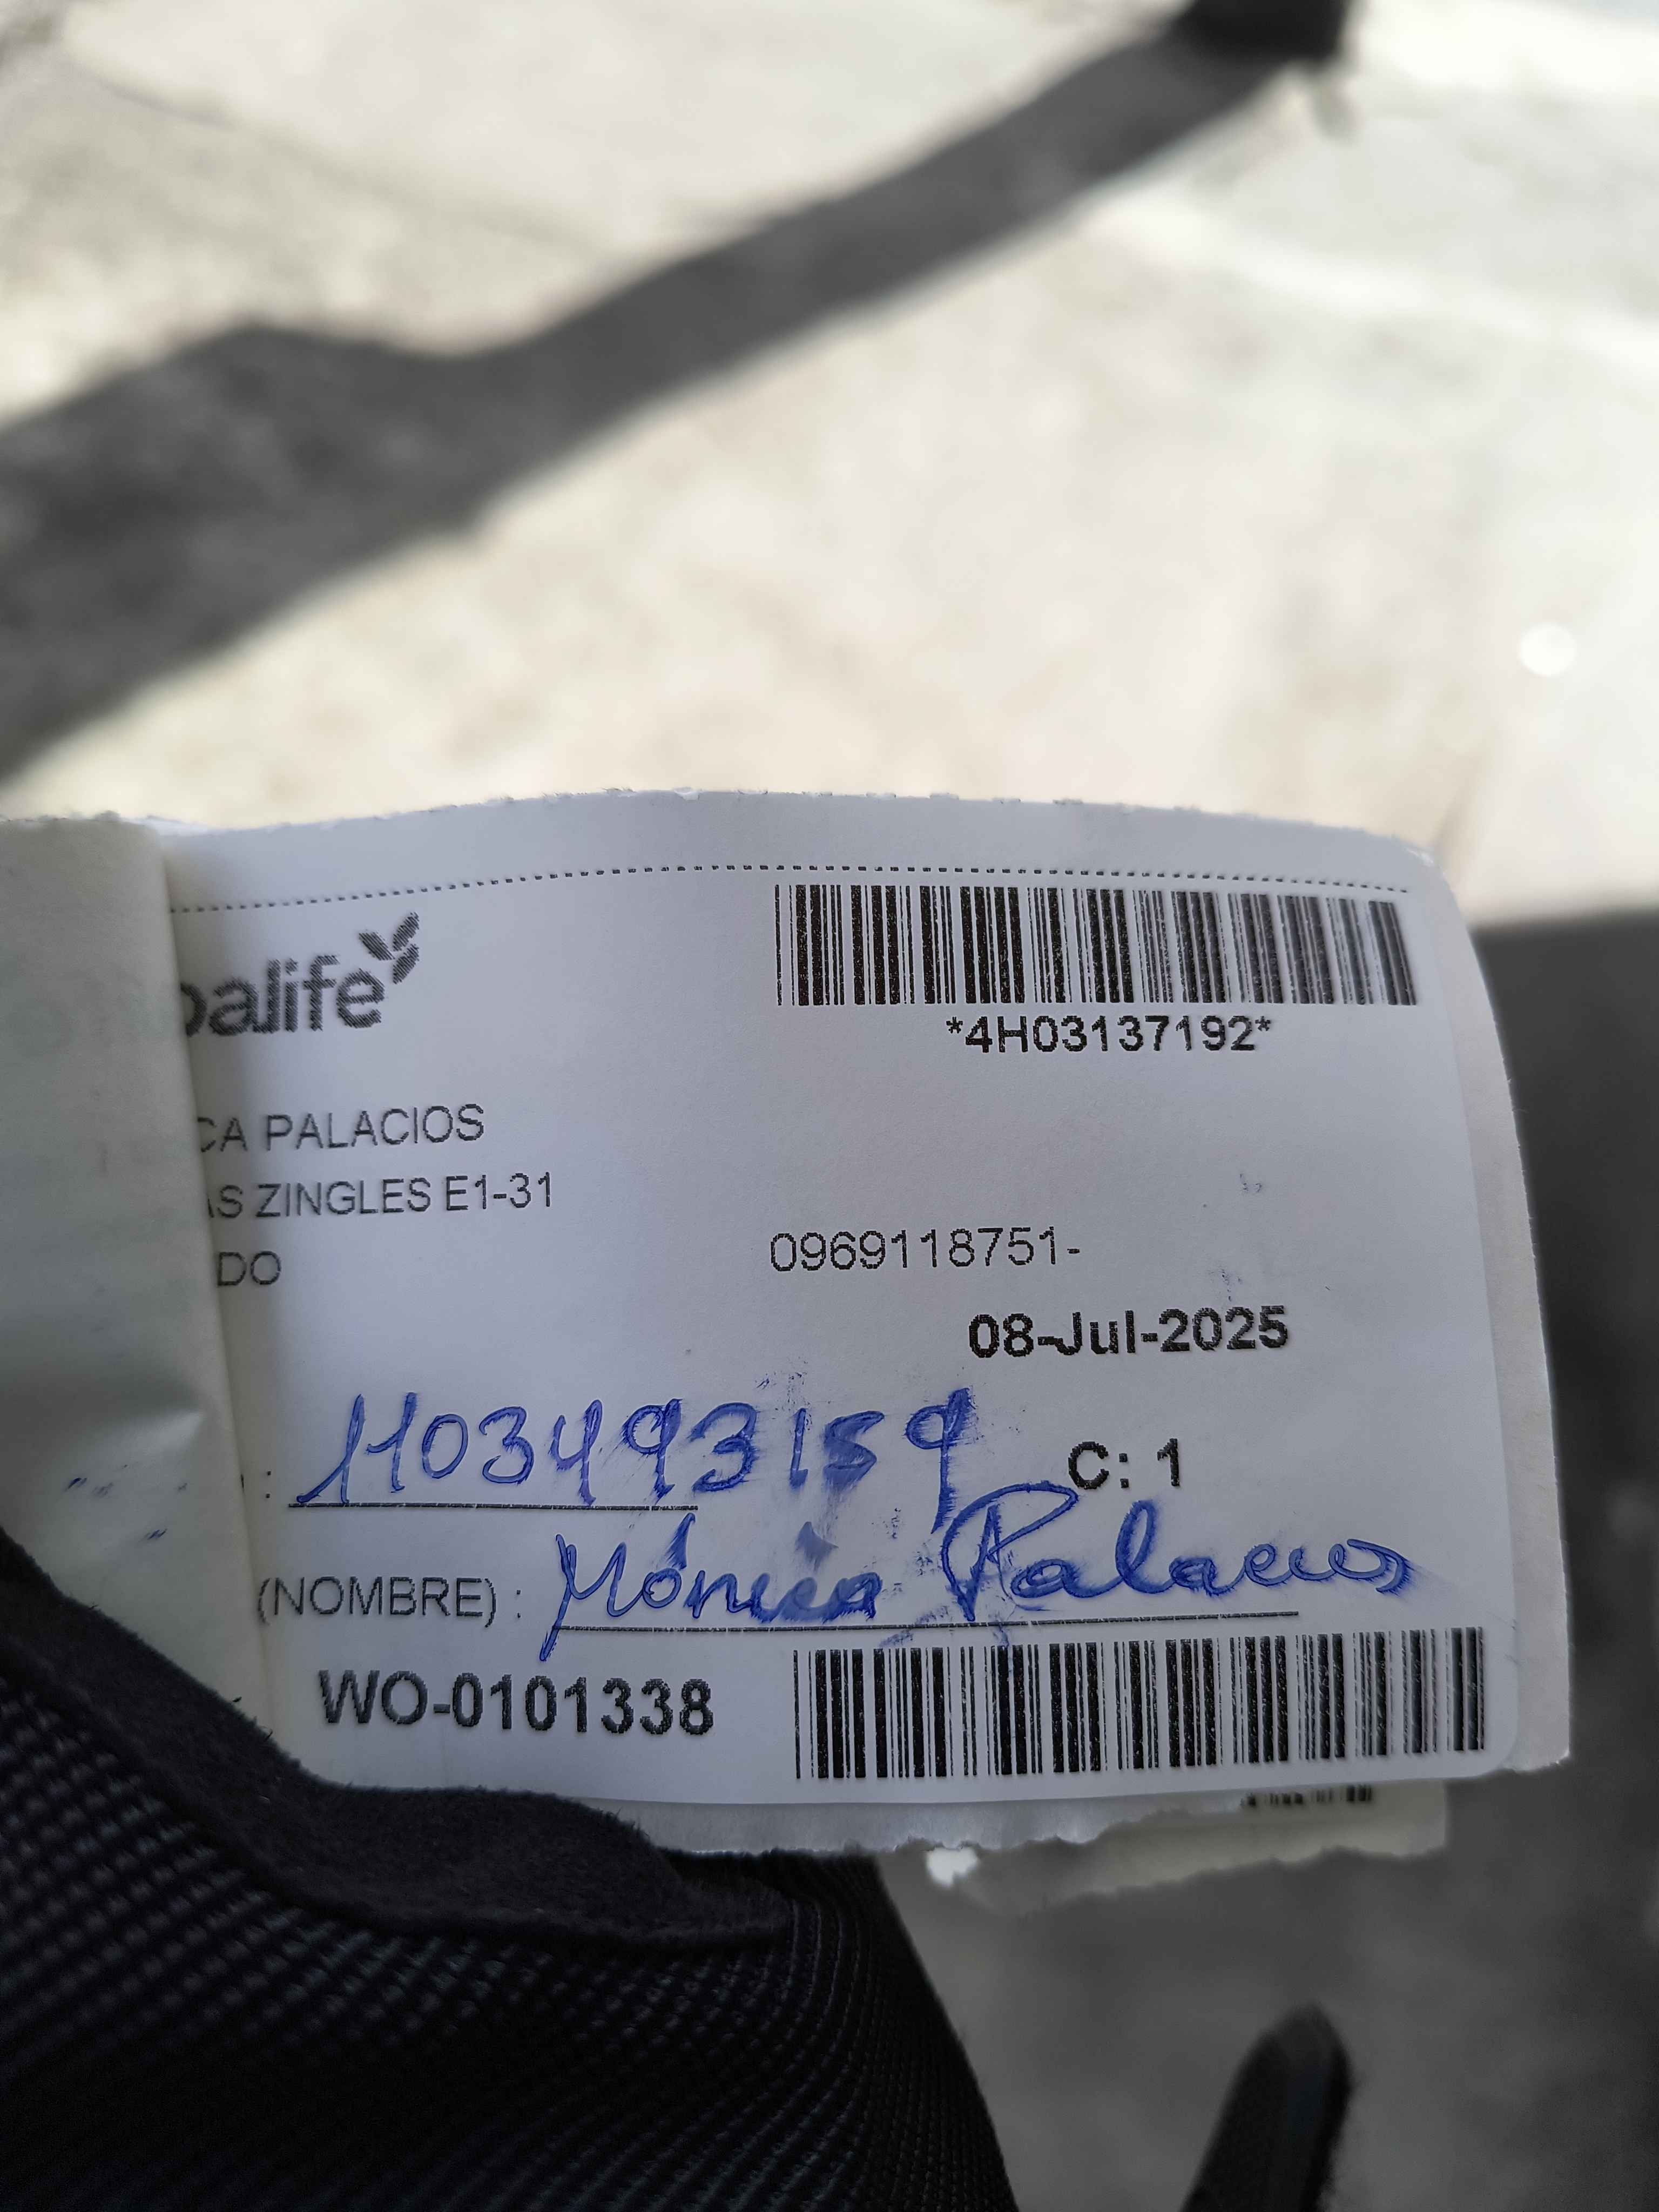 balife
*4H03137192*
CA PALACIOS
AS ZINGLES E1-31
DO
0969118751-
08-Jul-2025
: 1103493159
C: 1
(NOMBRE) : Mónica Palacios
WO-0101338